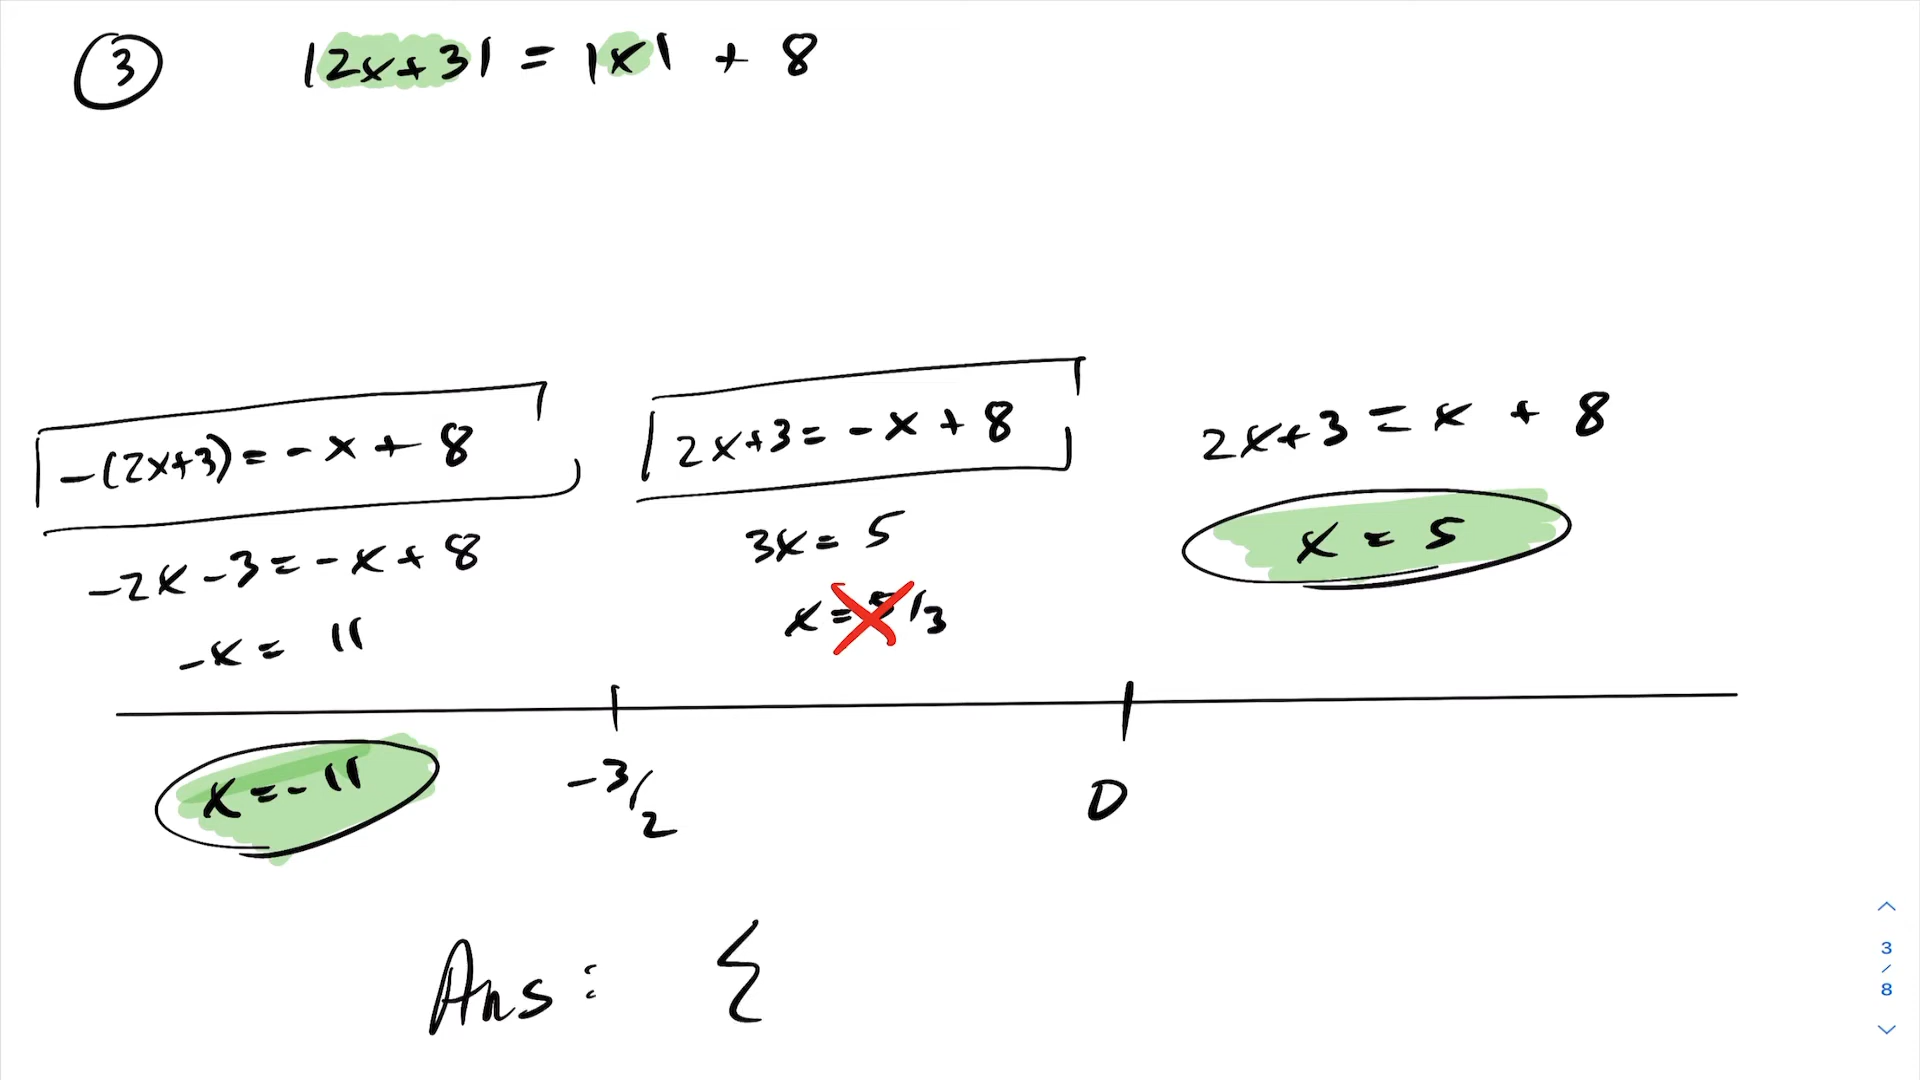 3 |2x+3| = |x| + 8
-(2x+3) = -x + 8
-2x - 3 = -x + 8
-x = 11
x = -11
2x+3 = -x + 8
3x = 5
x = 5/3
2x+3 = x + 8
x = 5
-3/2
0
Ans: {
3
/
8